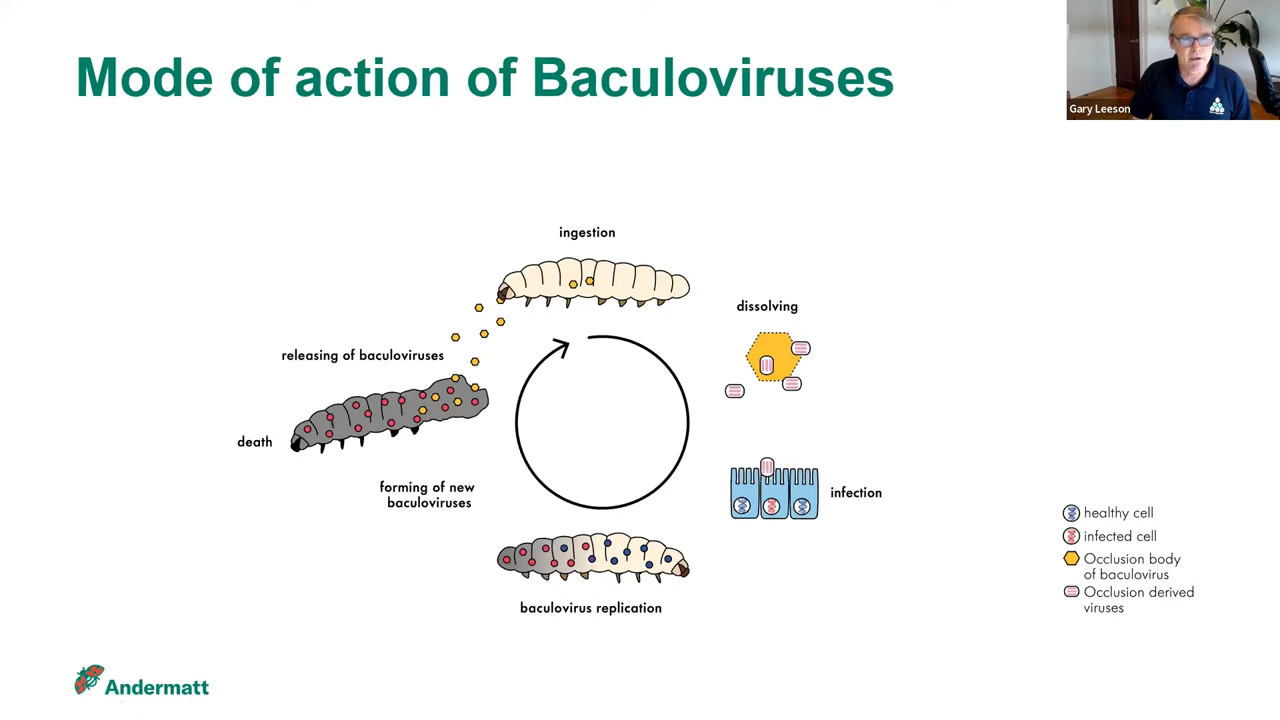 Mode of action of Baculoviruses
Gary Leeson
ingestion
dissolving
releasing of baculoviruses
death
forming of new
baculoviruses
infection
baculovirus replication
healthy cell
infected cell
Occlusion body
of baculovirus
Occlusion derived
viruses
Andermatt